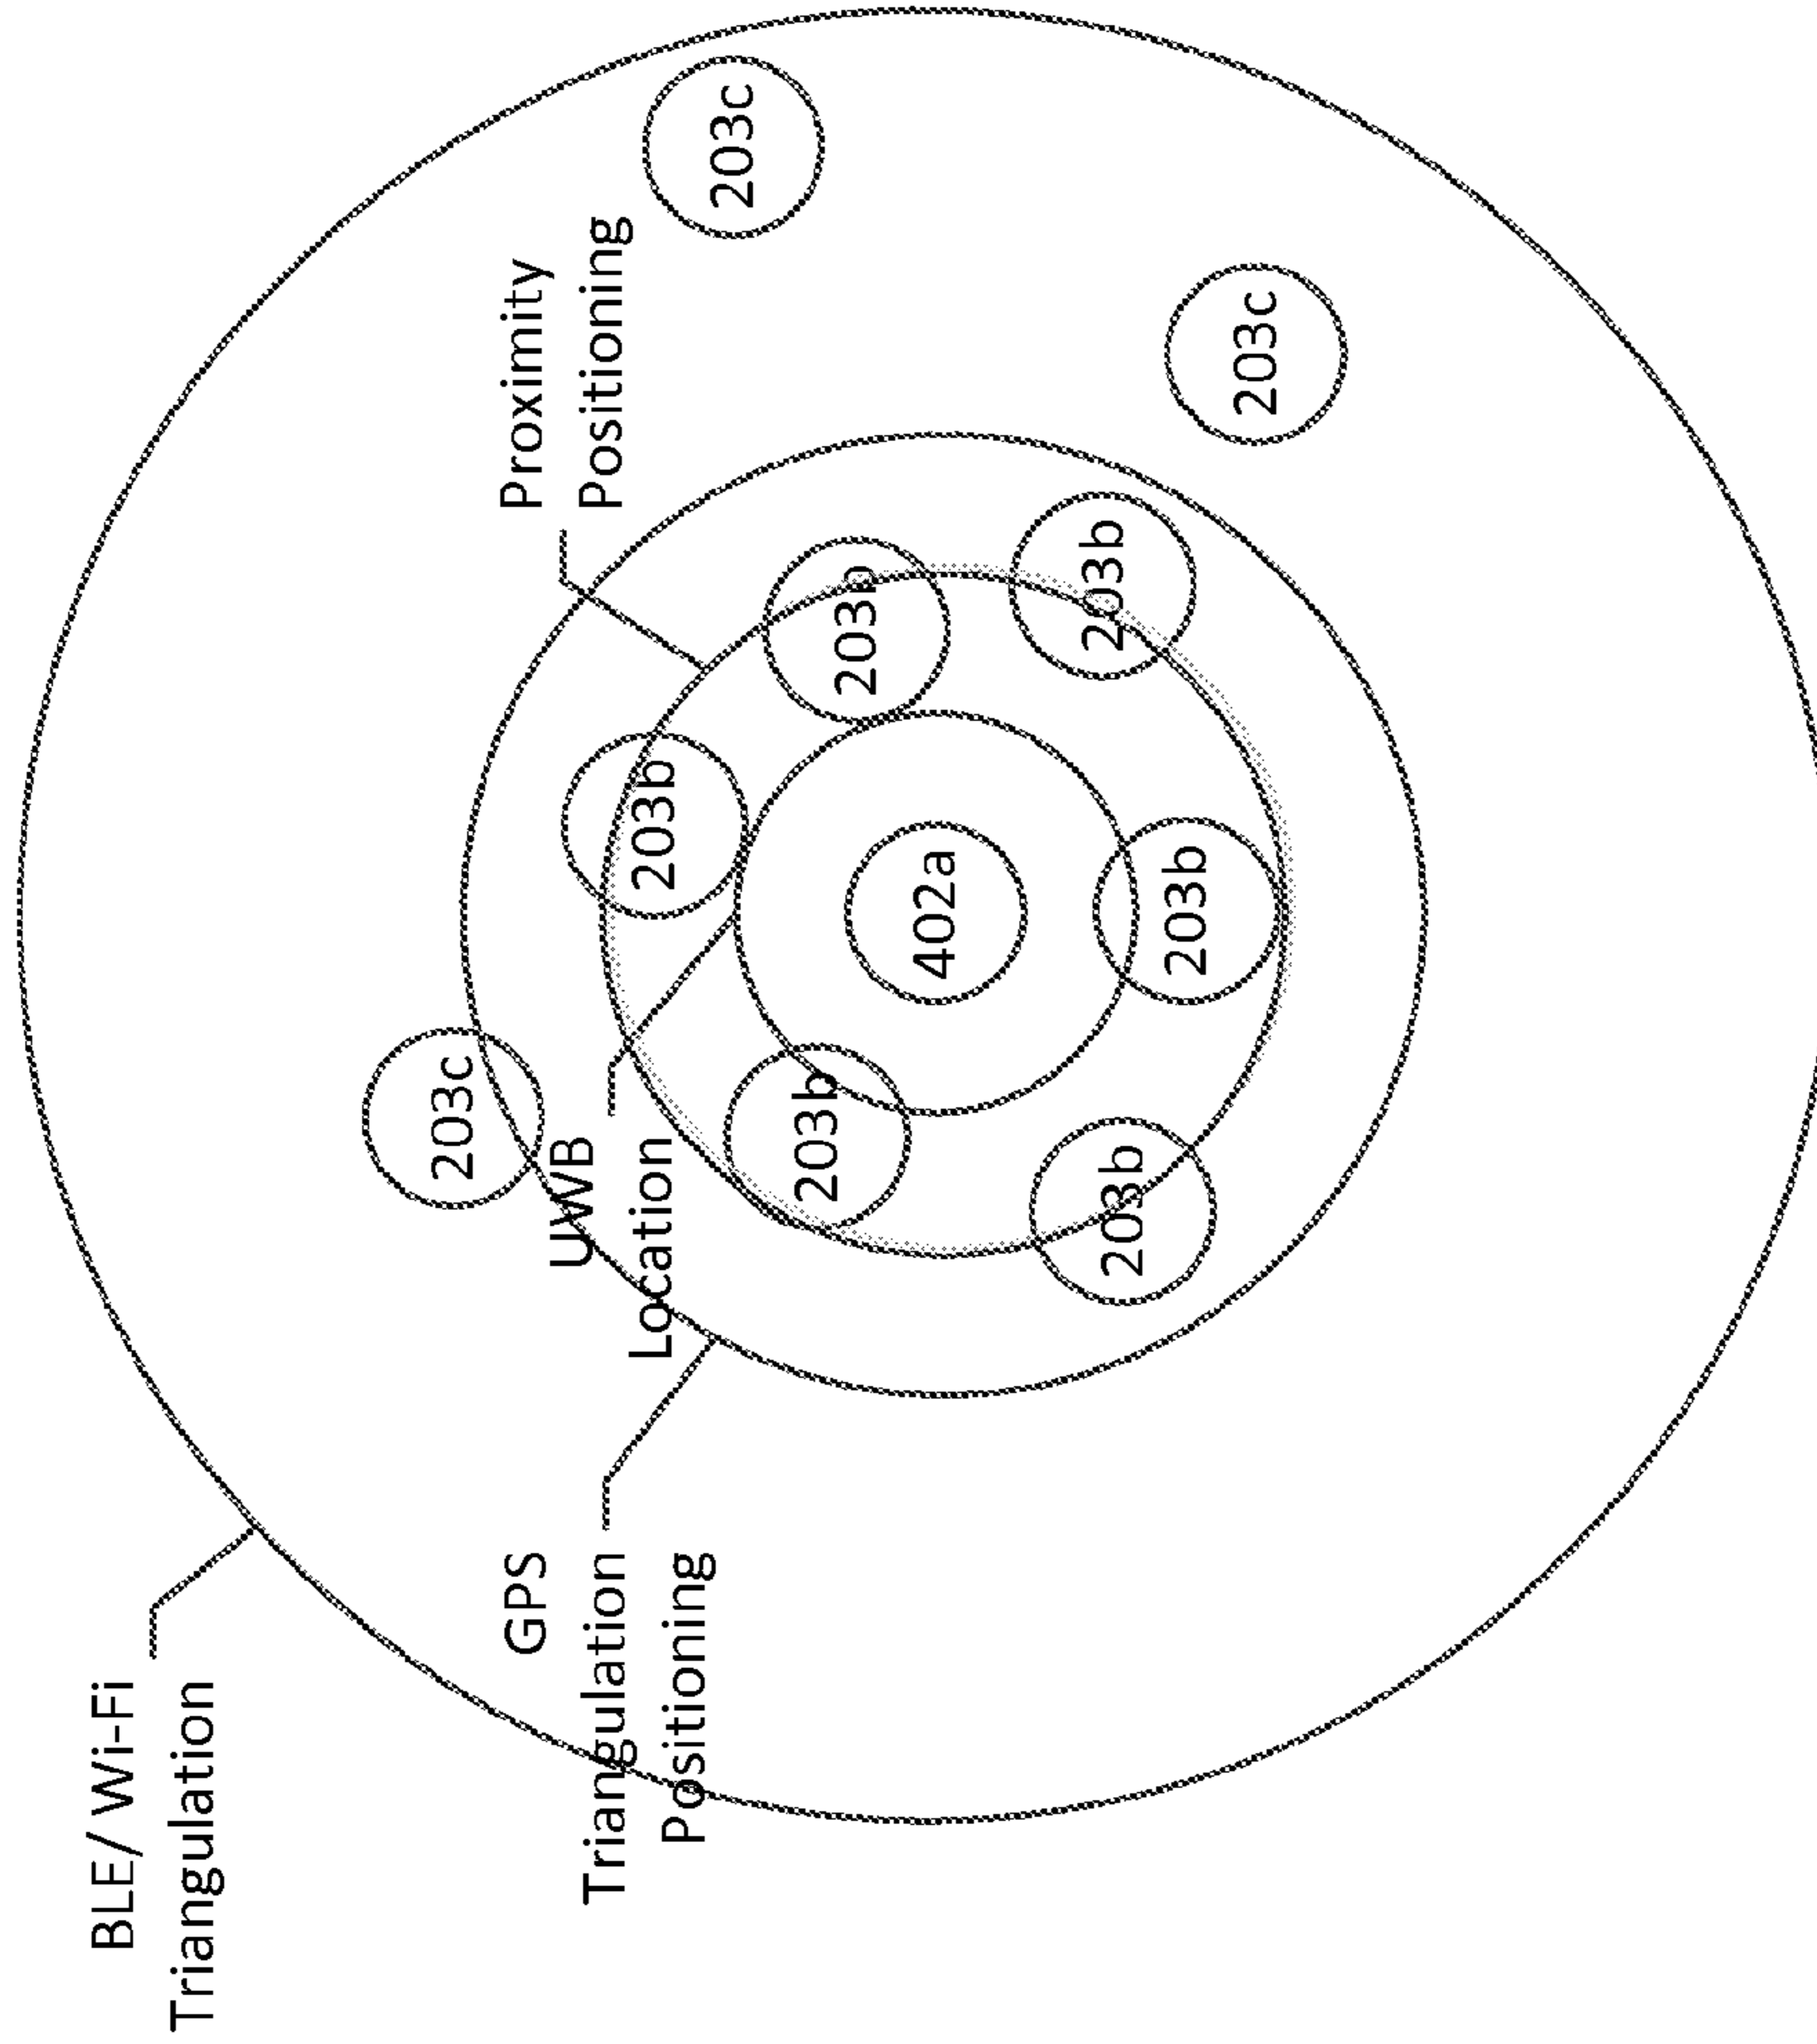 BLE/ Wi-Fi
Triangulation
203c
GPS
Triangulation
Positioning
UWB
Location
Proximity
Positioning
203b
203c
203b
203b
402a
203b
203b
203b
203c